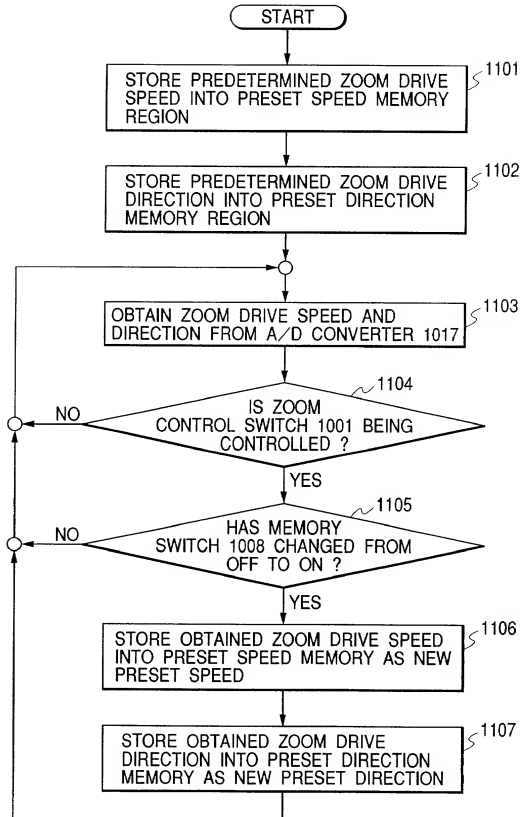 START
STORE PREDETERMINED ZOOM DRIVE
SPEED INTO PRESET SPEED MEMORY
REGION
1101
STORE PREDETERMINED ZOOM DRIVE
DIRECTION INTO PRESET DIRECTION
MEMORY REGION
1102
OBTAIN ZOOM DRIVE SPEED AND
DIRECTION FROM A/D CONVERTER 1017
1103
1104
IS ZOOM
CONTROL SWITCH 1001 BEING
CONTROLLED ?
NO
YES
1105
HAS MEMORY
SWITCH 1008 CHANGED FROM
OFF TO ON ?
NO
YES
STORE OBTAINED ZOOM DRIVE SPEED
INTO PRESET SPEED MEMORY AS NEW
PRESET SPEED
1106
STORE OBTAINED ZOOM DRIVE
DIRECTION INTO PRESET DIRECTION
MEMORY AS NEW PRESET DIRECTION
1107